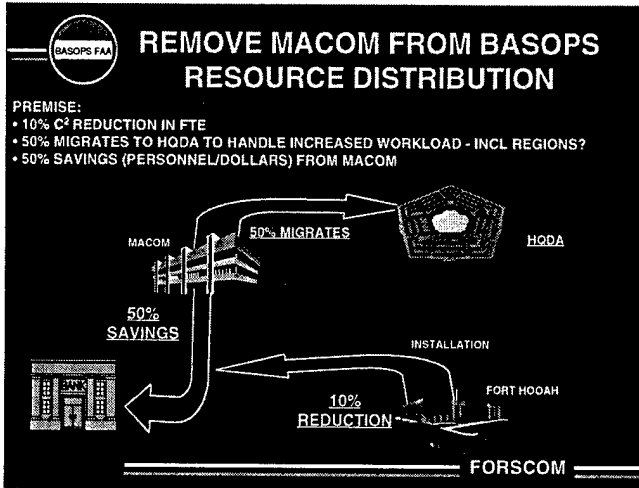 BASOPS FAA
REMOVE MACOM FROM BASOPS
RESOURCE DISTRIBUTION
PREMISE:
• 10% C² REDUCTION IN FTE
• 50% MIGRATES TO HQDA TO HANDLE INCREASED WORKLOAD - INCL REGIONS?
• 50% SAVINGS (PERSONNEL/DOLLARS) FROM MACOM
MACOM
50% MIGRATES
HQDA
50%
SAVINGS
INSTALLATION
BANK
FORT HOOAH
10%
REDUCTION
FORSCOM